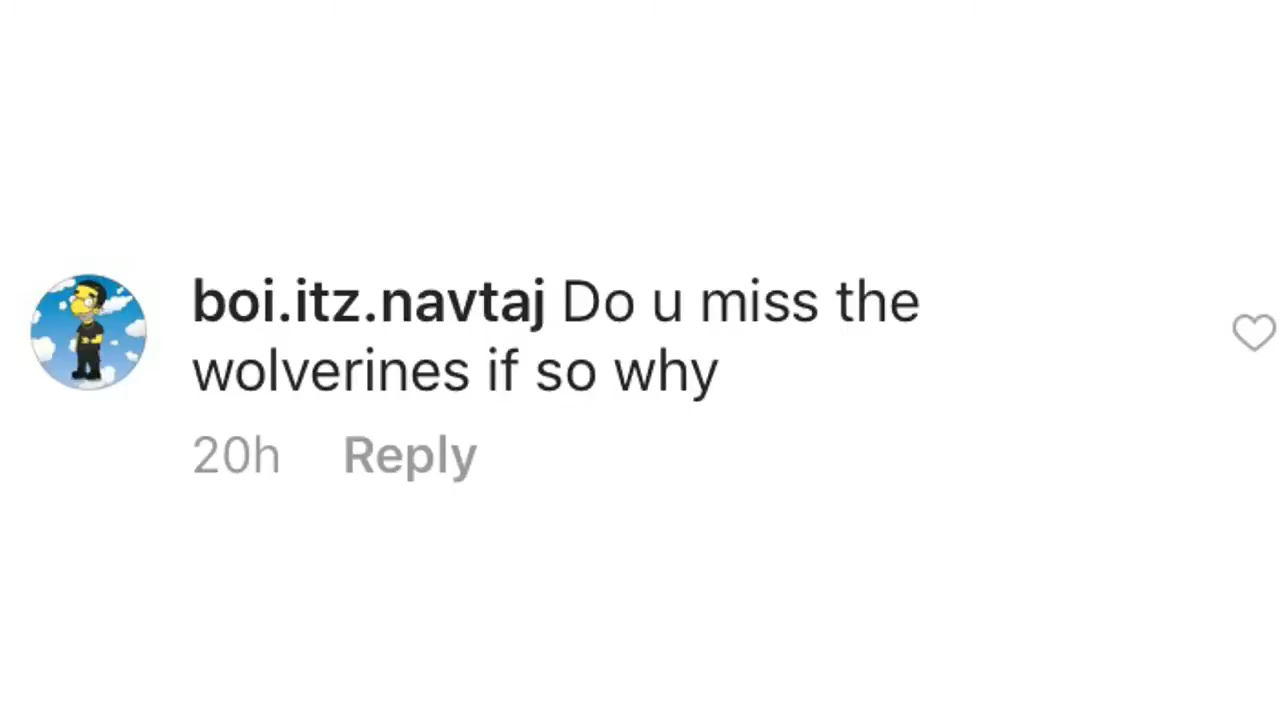 boi.itz.navtaj Do u miss the
wolverines if so why
20h Reply